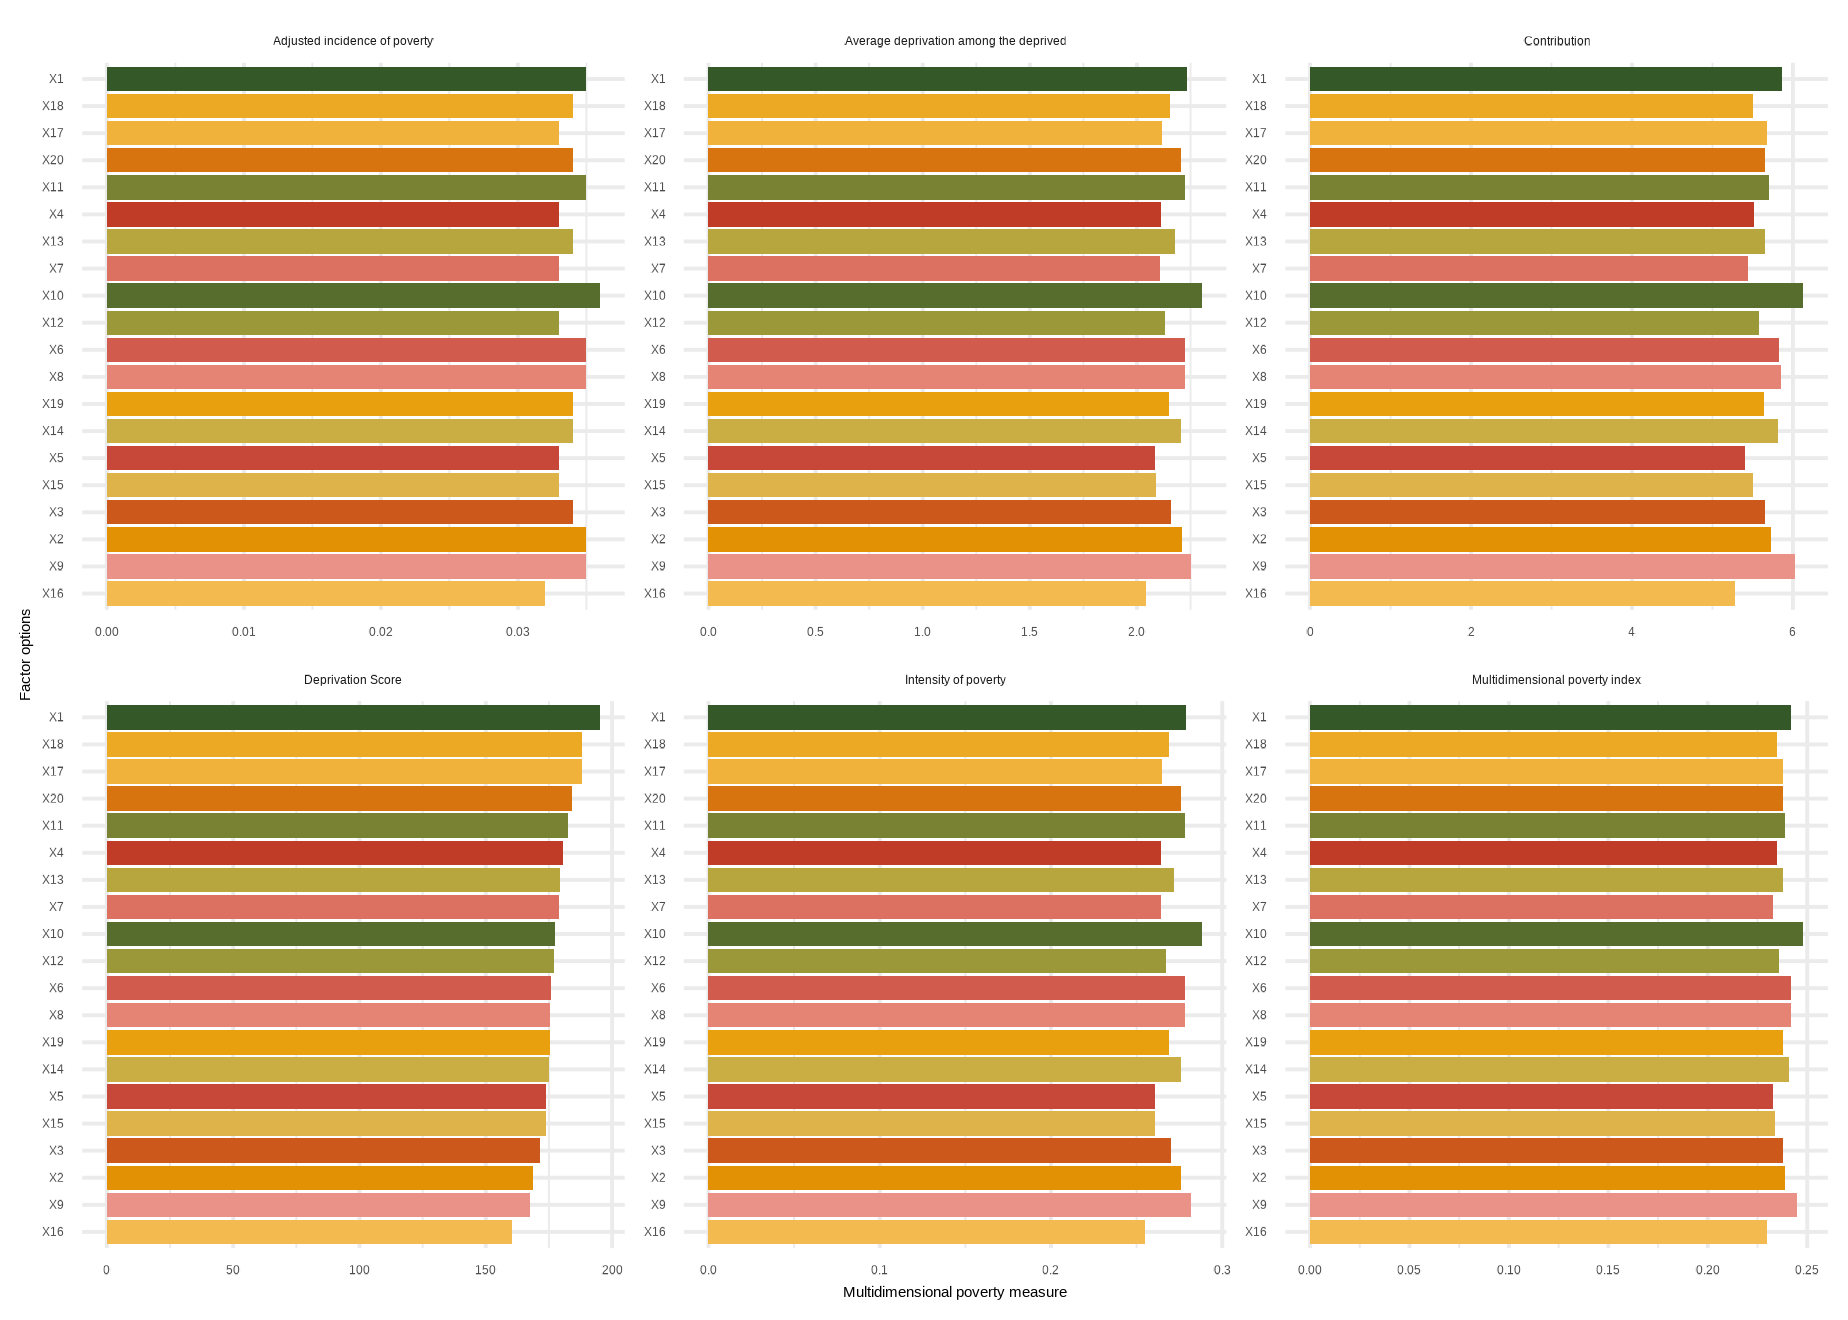 Adjusted incidence of poverty
X1
X18
X17
X20
X11
X4
X13
X7
X10
X12
X6
X8
X19
X14
X5
X15
X3
X2
X9
X16
0.00 0.01 0.02 0.03
Average deprivation among the deprived
X1
X18
X17
X20
X11
X4
X13
X7
X10
X12
X6
X8
X19
X14
X5
X15
X3
X2
X9
X16
0.0 0.5 1.0 1.5 2.0
Contribution
X1
X18
X17
X20
X11
X4
X13
X7
X10
X12
X6
X8
X19
X14
X5
X15
X3
X2
X9
X16
0 2 4 6
Factor options
Deprivation Score
X1
X18
X17
X20
X11
X4
X13
X7
X10
X12
X6
X8
X19
X14
X5
X15
X3
X2
X9
X16
0 50 100 150 200
Intensity of poverty
X1
X18
X17
X20
X11
X4
X13
X7
X10
X12
X6
X8
X19
X14
X5
X15
X3
X2
X9
X16
0.0 0.1 0.2 0.3
Multidimensional poverty index
X1
X18
X17
X20
X11
X4
X13
X7
X10
X12
X6
X8
X19
X14
X5
X15
X3
X2
X9
X16
0.00 0.05 0.10 0.15 0.20 0.25
Multidimensional poverty measure